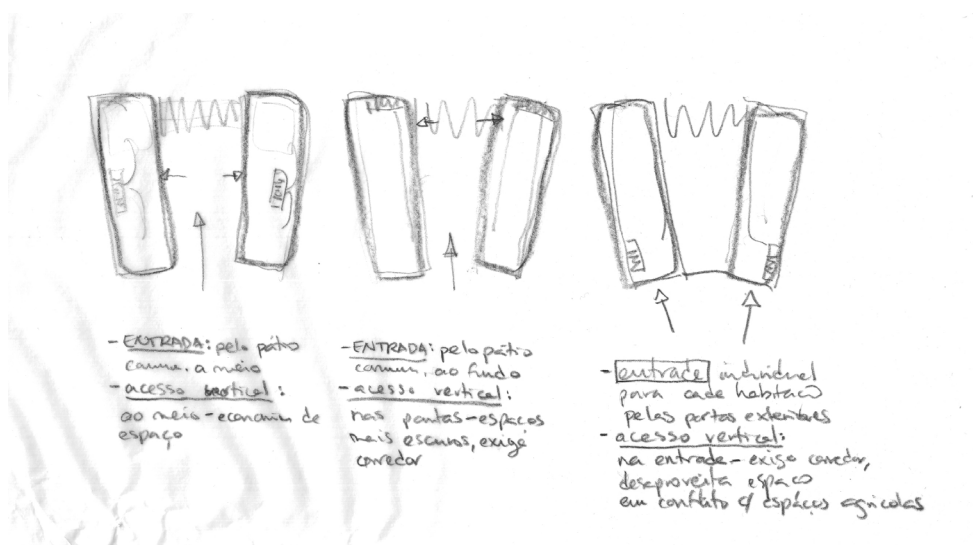 - ENTRADA: pelo pátio
comum, a meio
- acesso vertical:
ao meio - economia de
espaço
- ENTRADA: pelo pátio
comum, ao fundo
- acesso vertical:
nas pontas - espaços
mais escuros, exige
corredor
- entrada individual
para cada habitação
pelas portas exteriores
- acesso vertical:
na entrada - exige corredor,
desaproveita espaço
em conflito c/ espaços agrícolas